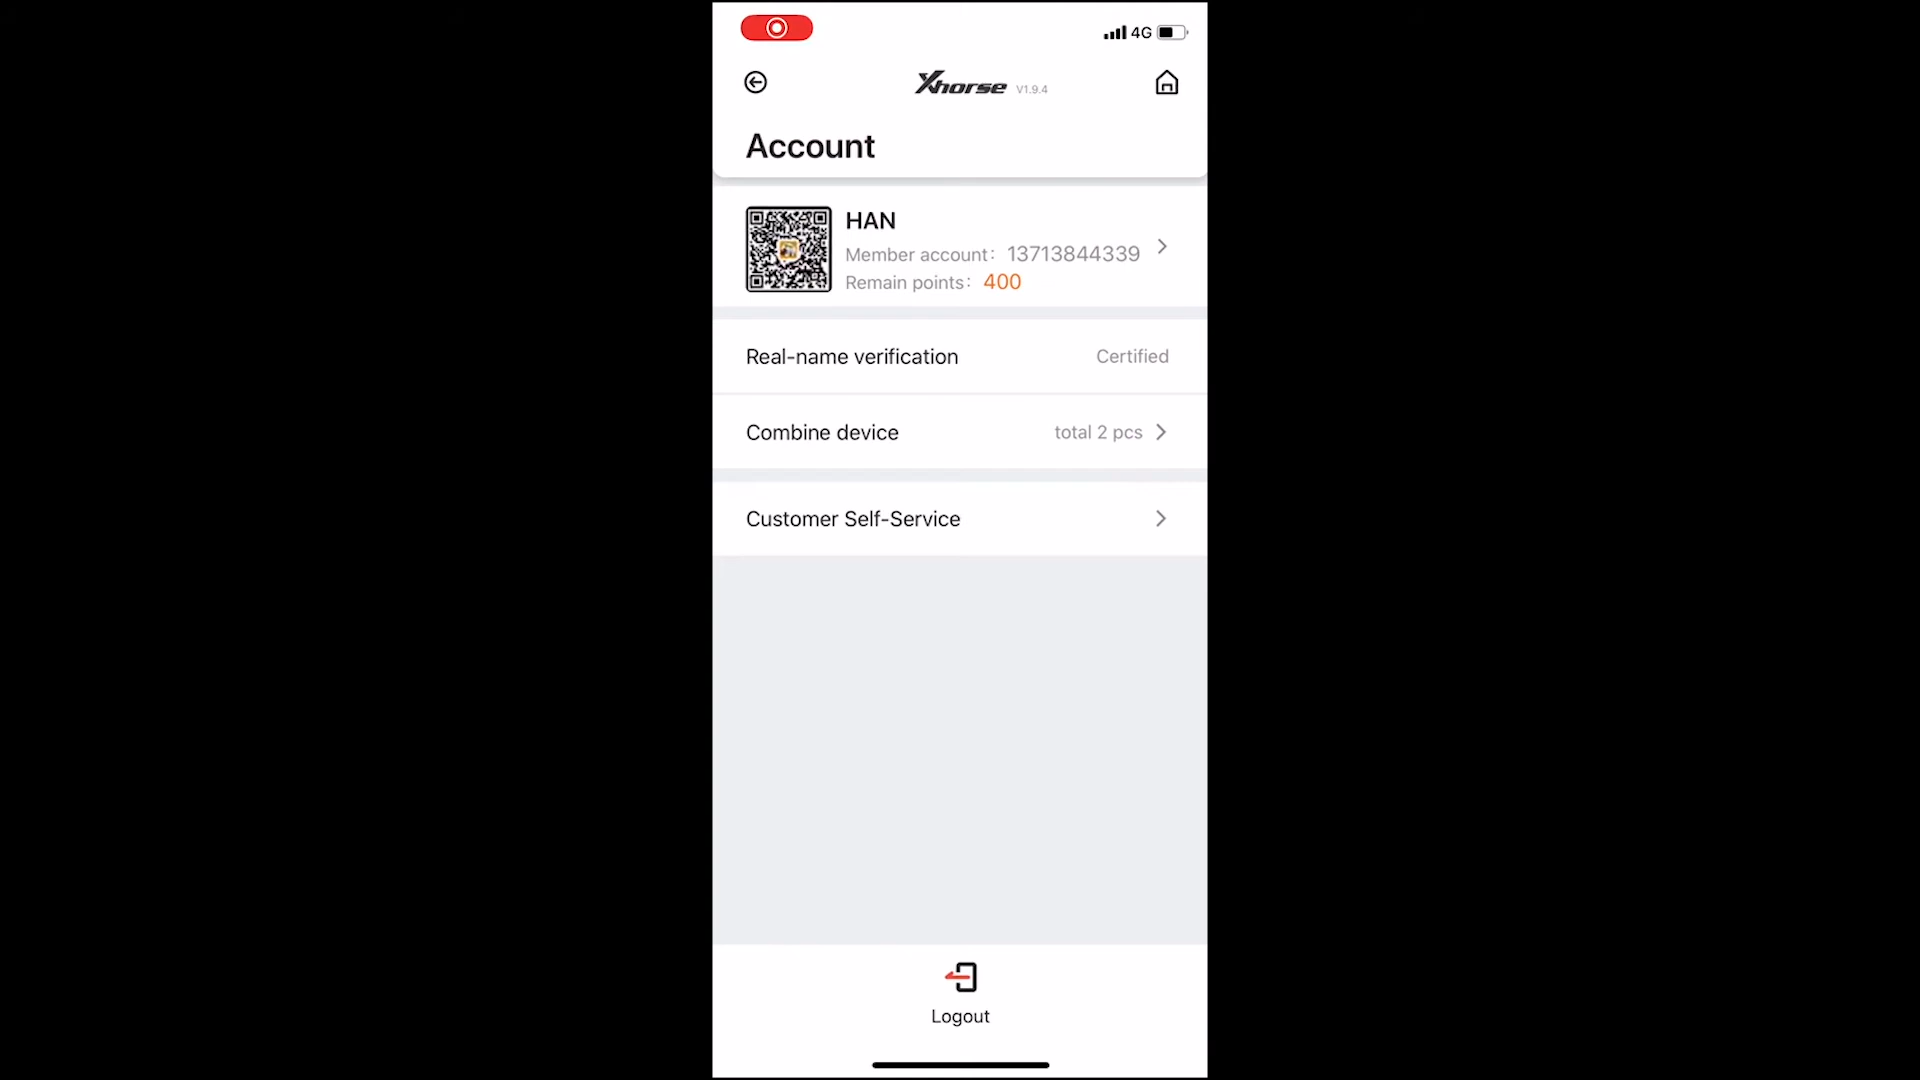 4G
Xhorse V1.9.4
Account
HAN
Member account: 13713844339
Remain points: 400
Real-name verification Certified
Combine device total 2 pcs
Customer Self-Service
Logout